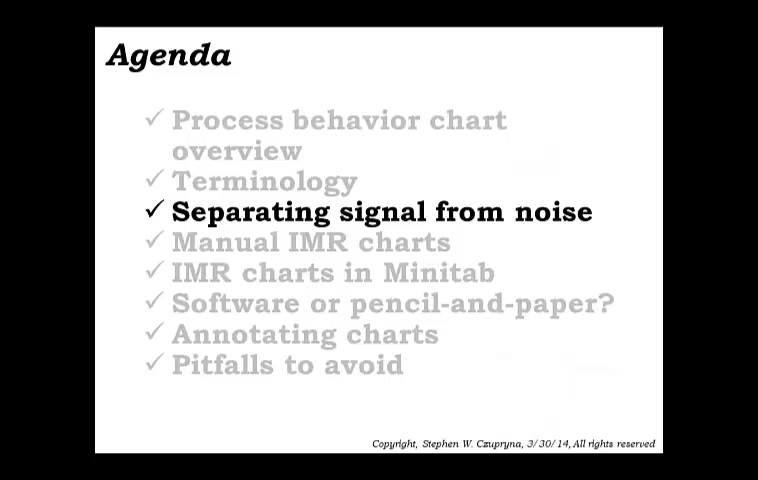 Agenda
✓ Process behavior chart
overview
✓ Terminology
✓ Separating signal from noise
✓ Manual IMR charts
✓ IMR charts in Minitab
✓ Software or pencil-and-paper?
✓ Annotating charts
✓ Pitfalls to avoid
Copyright, Stephen W. Czupryna, 3/30/14, All rights reserved